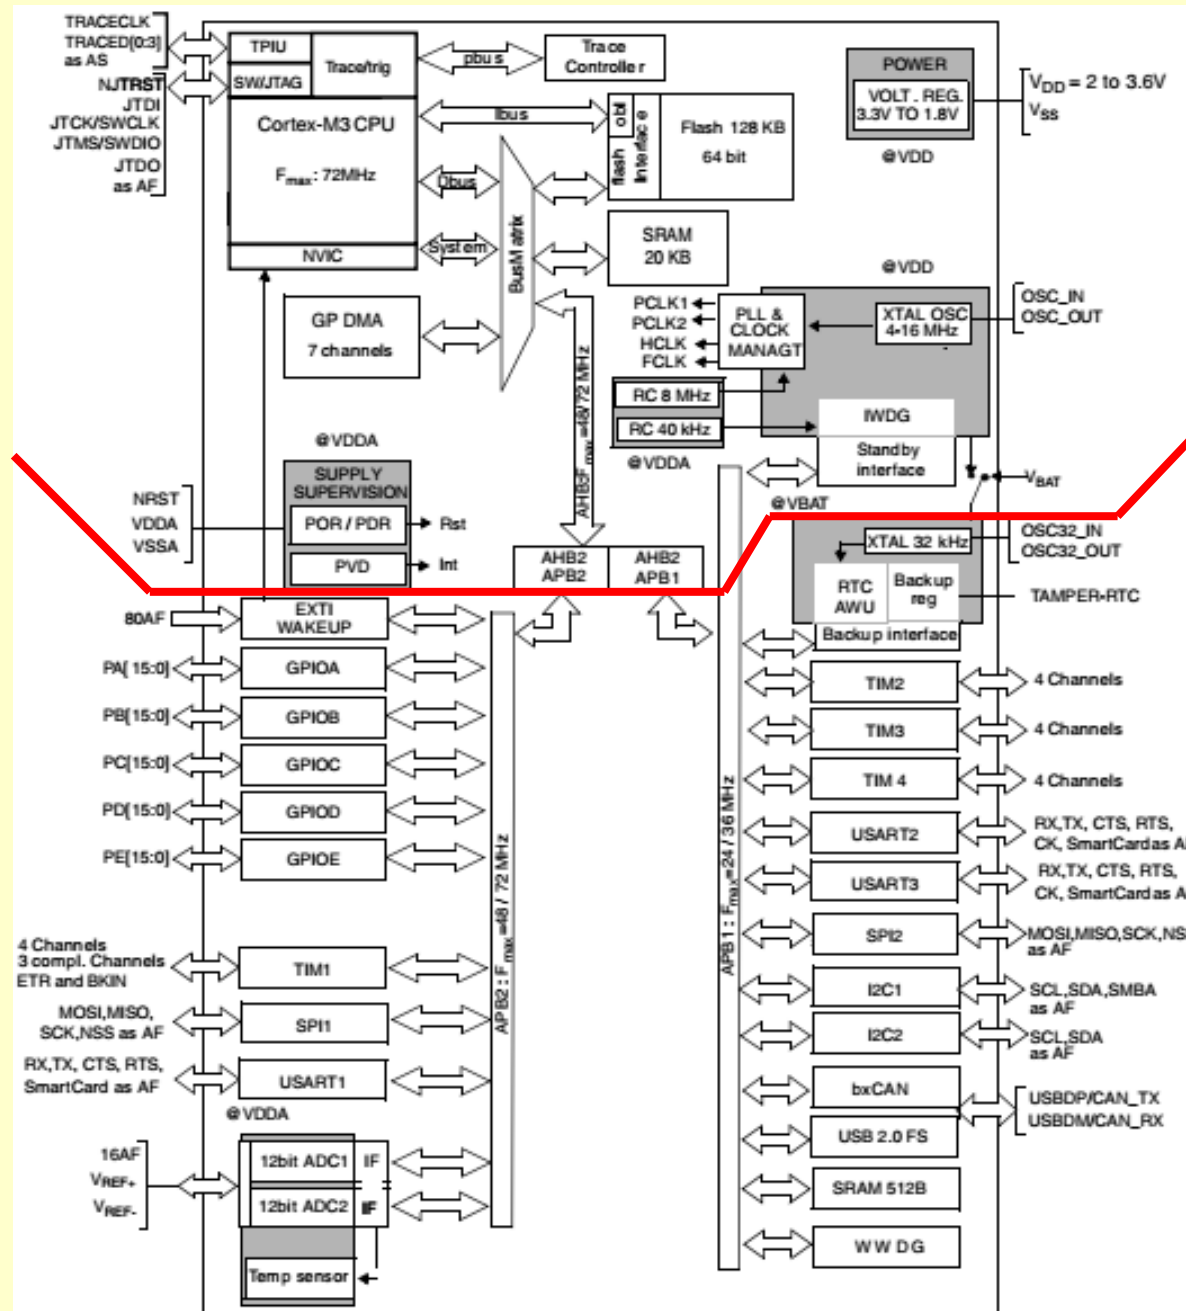 TRACECLK
TRACED[0:3]
as AS
NJTRST
JTDI
JTCK/SWCLK
JTMS/SWDIO
JTDO
as AF
TPIU
SW/JTAG
Trace/trig
Cortex-M3 CPU
Fmax: 72MHz
NVIC
GP DMA
7 channels
pbus
Ibus
Dbus
System
BusMatrix
Trace
Controller
obl
flash
Interface
Flash 128 KB
64 bit
SRAM
20 KB
POWER
VOLT. REG.
3.3V TO 1.8V
@VDD
VDD = 2 to 3.6V
VSS
@VDD
PCLK1
PCLK2
HCLK
FCLK
PLL &
CLOCK
MANAGT
XTAL OSC
4-16 MHz
OSC_IN
OSC_OUT
RC 8 MHz
RC 40 kHz
@VDDA
IWDG
Standby
interface
VBAT
@VBAT
AHB:Fmax=48/72 MHz
@VDDA
SUPPLY
SUPERVISION
POR / PDR
Rst
PVD
Int
NRST
VDDA
VSSA
AHB2
APB2
AHB2
APB1
XTAL 32 kHz
OSC32_IN
OSC32_OUT
RTC
AWU
Backup
reg
TAMPER-RTC
Backup interface
80AF
EXTI
WAKEUP
PA[15:0]
GPIOA
PB[15:0]
GPIOB
PC[15:0]
GPIOC
PD[15:0]
GPIOD
PE[15:0]
GPIOE
4 Channels
3 compl. Channels
ETR and BKIN
TIM1
MOSI,MISO,
SCK,NSS as AF
SPI1
RX,TX, CTS, RTS,
SmartCard as AF
USART1
@VDDA
16AF
VREF+
VREF-
12bit ADC1 IF
12bit ADC2 IF
Temp sensor
APB2 : Fmax=48 / 72 MHz
APB1 : Fmax=24 / 36 MHz
TIM2
4 Channels
TIM3
4 Channels
TIM 4
4 Channels
USART2
RX,TX, CTS, RTS,
CK, SmartCard as A
USART3
RX,TX, CTS, RTS,
CK, SmartCard as A
SPI2
MOSI,MISO,SCK,NS
as AF
I2C1
SCL,SDA,SMBA
as AF
I2C2
SCL,SDA
as AF
bxCAN
USBDP/CAN_TX
USBDM/CAN_RX
USB 2.0 FS
SRAM 512B
WWDG